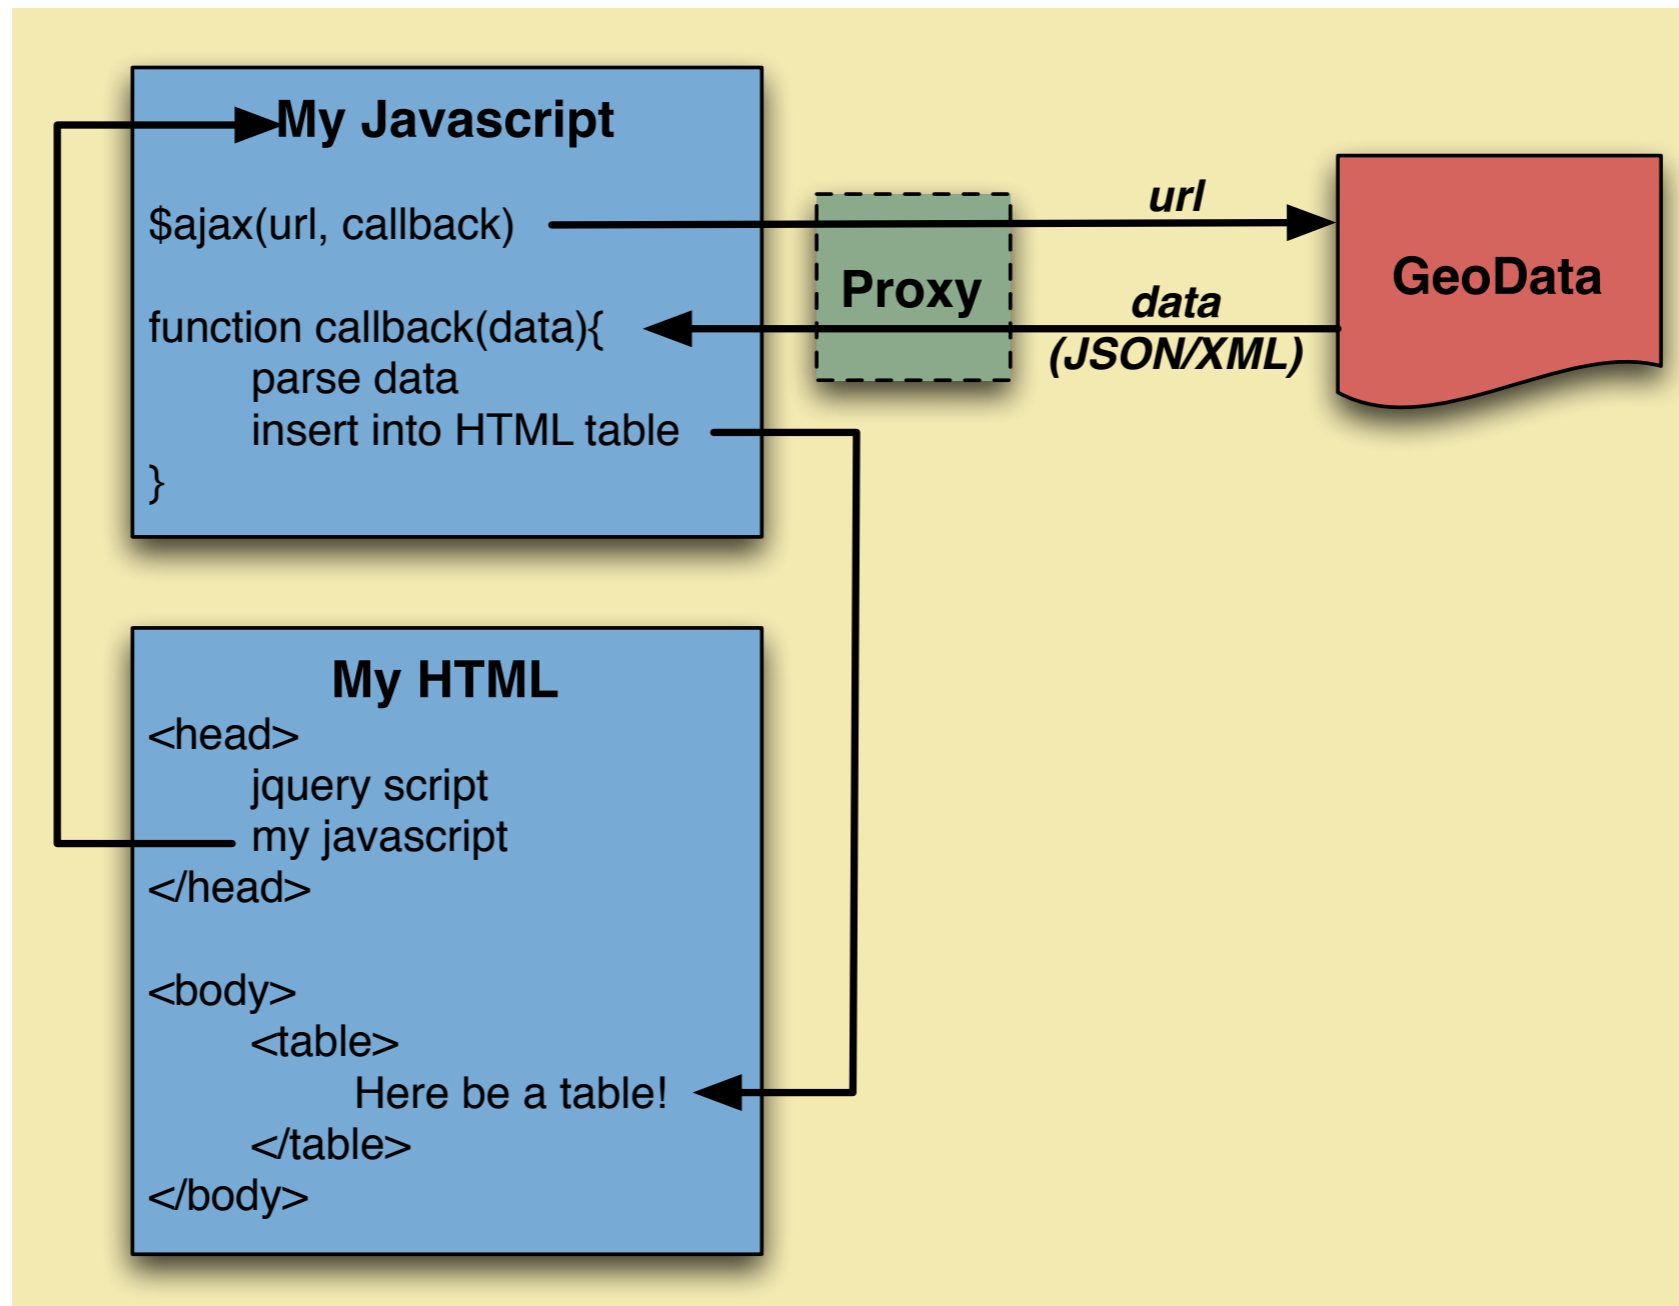 My Javascript
$ajax(url, callback)
function callback(data){
parse data
insert into HTML table
}
Proxy
url
data
(JSON/XML)
GeoData
My HTML
<head>
jquery script
my javascript
</head>
<body>
<table>
Here be a table!
</table>
</body>